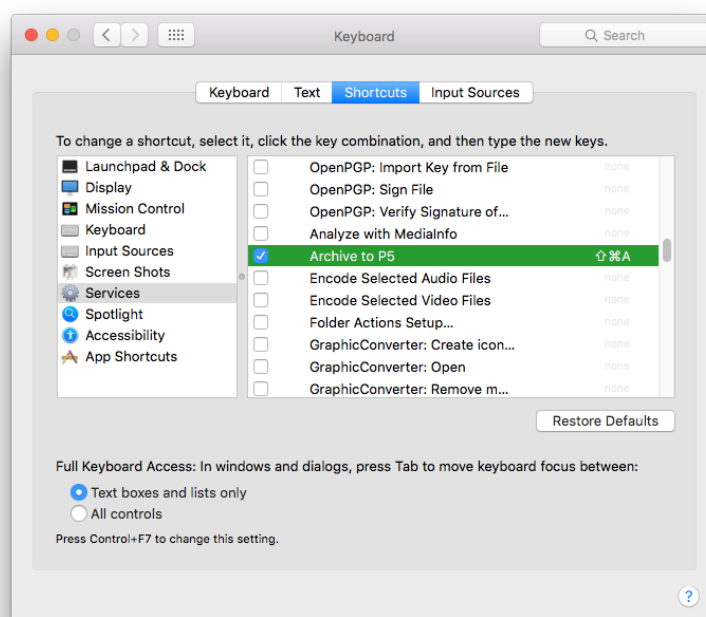 Keyboard
Search
Keyboard Text Shortcuts Input Sources
To change a shortcut, select it, click the key combination, and then type the new keys.
Launchpad & Dock
Display
Mission Control
Keyboard
Input Sources
Screen Shots
Services
Spotlight
Accessibility
App Shortcuts
OpenPGP: Import Key from File none
OpenPGP: Sign File none
OpenPGP: Verify Signature of... none
Analyze with MediaInfo none
Archive to P5 ⇧⌘A
Encode Selected Audio Files none
Encode Selected Video Files none
Folder Actions Setup... none
GraphicConverter: Create icon... none
GraphicConverter: Open none
GraphicConverter: Remove m... none
Restore Defaults
Full Keyboard Access: In windows and dialogs, press Tab to move keyboard focus between:
Text boxes and lists only
All controls
Press Control+F7 to change this setting.
?